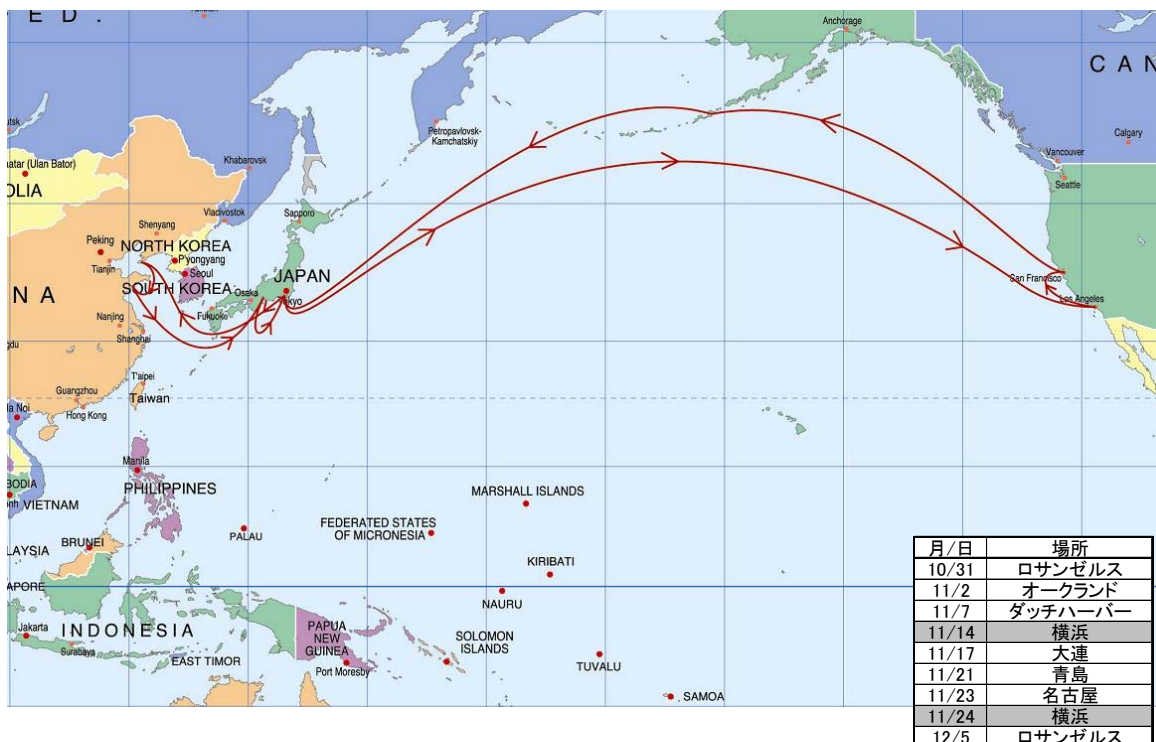 E D .
Anchorage
C A N
Petropavlovsk-
Kamchatskiy
Calgary
atar (Ulan Bator)
Khabarovsk
Vancouver
OLIA
Seattle
Vladivostok
Sapporo
Shenyang
Peking
NORTH KOREA
P'yongyang
Tianjin
Seoul
JAPAN
San Francisco
N A
SOUTH KOREA
Osaka
Tokyo
Los Angeles
Nanjing
Fukuoka
Shanghai
T'aipei
Guangzhou
Taiwan
Hong Kong
Manila
PHILIPPINES
MARSHALL ISLANDS
VIETNAM
FEDERATED STATES
OF MICRONESIA
PALAU
BRUNEI
LAYSIA
KIRIBATI
NAURU
Jakarta
INDONESIA
PAPUA
NEW
GUINEA
SOLOMON
ISLANDS
Surabaya
EAST TIMOR
Port Moresby
TUVALU
SAMOA
月/日 場所
10/31 ロサンゼルス
11/2 オークランド
11/7 ダッチハーバー
11/14 横浜
11/17 大連
11/21 青島
11/23 名古屋
11/24 横浜
12/5 ロサンゼルス